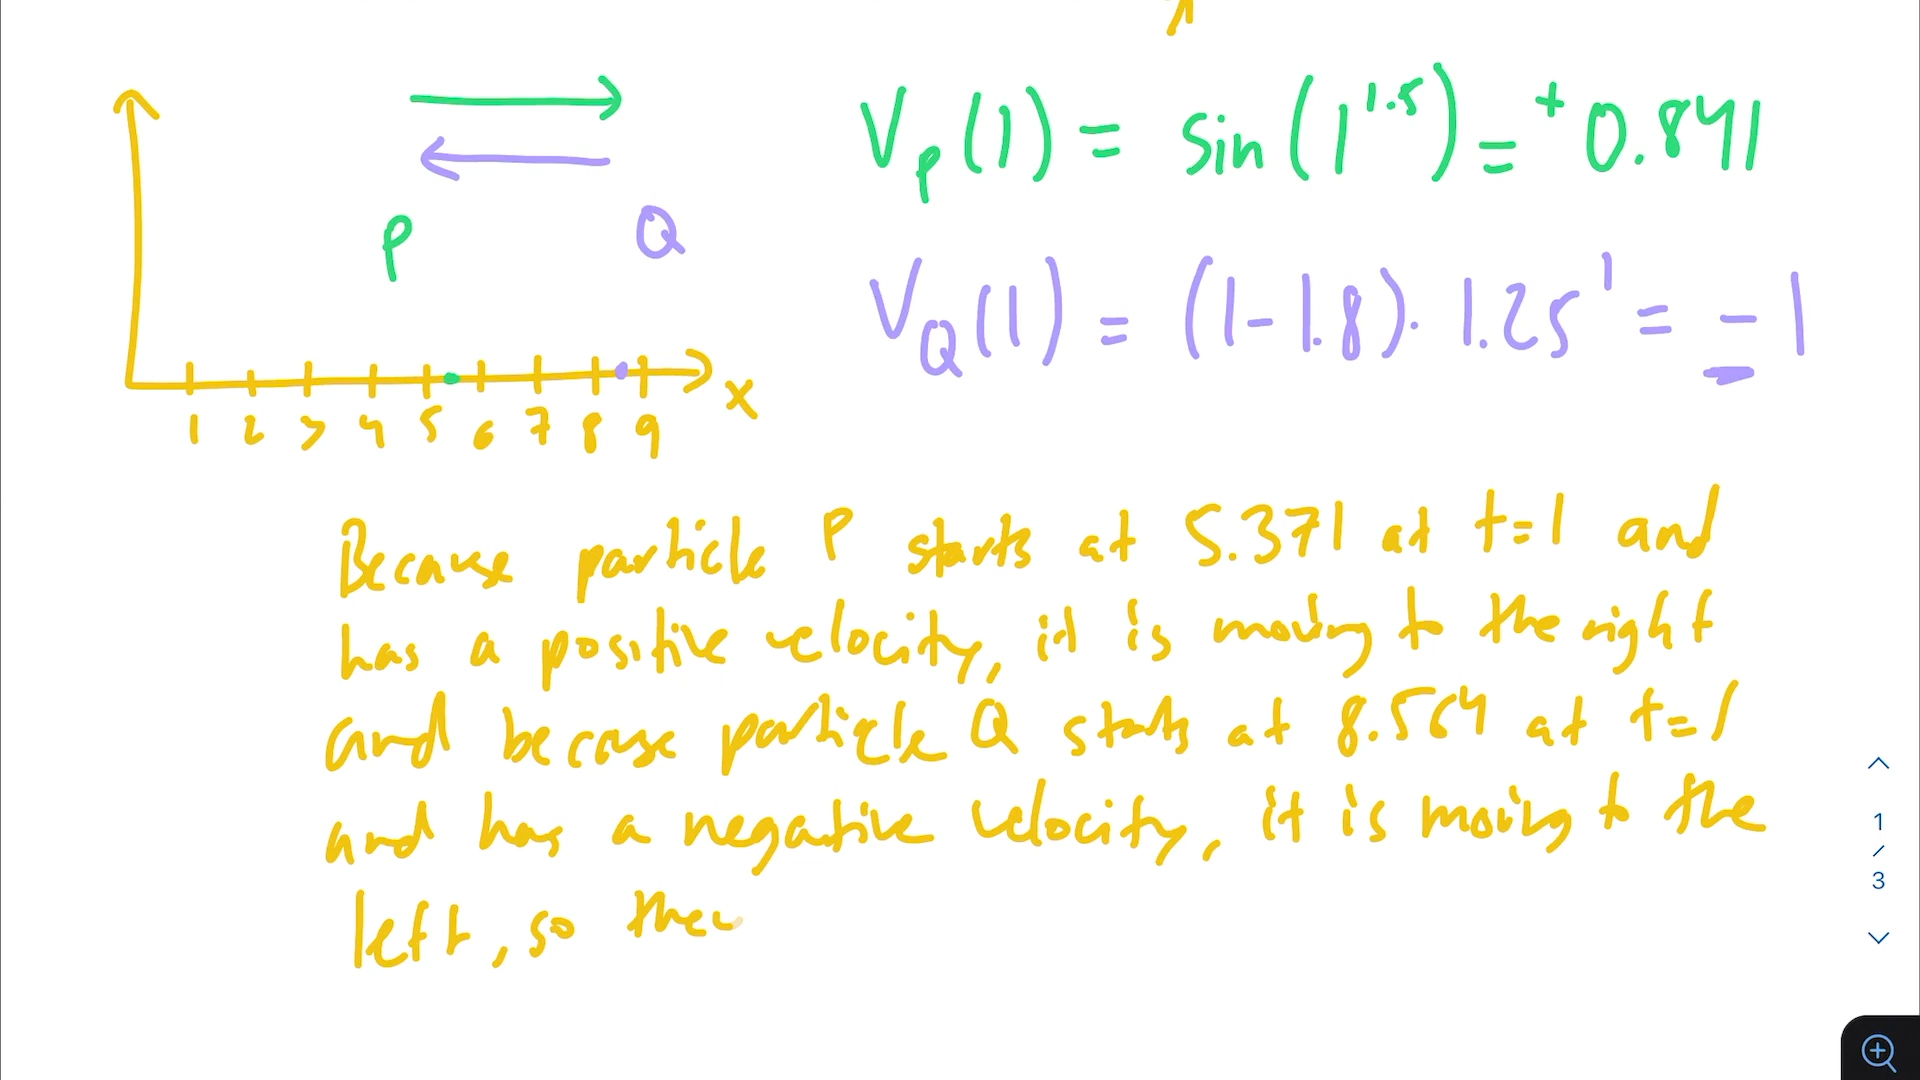 V_P(1) = sin(1^1.5) = +0.841
P
Q
V_Q(1) = (1-1.8) · 1.25^1 = -1
x
1 2 3 4 5 6 7 8 9
Because particle P starts at 5.371 at t=1 and
has a positive velocity, it is moving to the right
and because particle Q starts at 8.564 at t=1
and has a negative velocity, it is moving to the
left, so
1
/
3